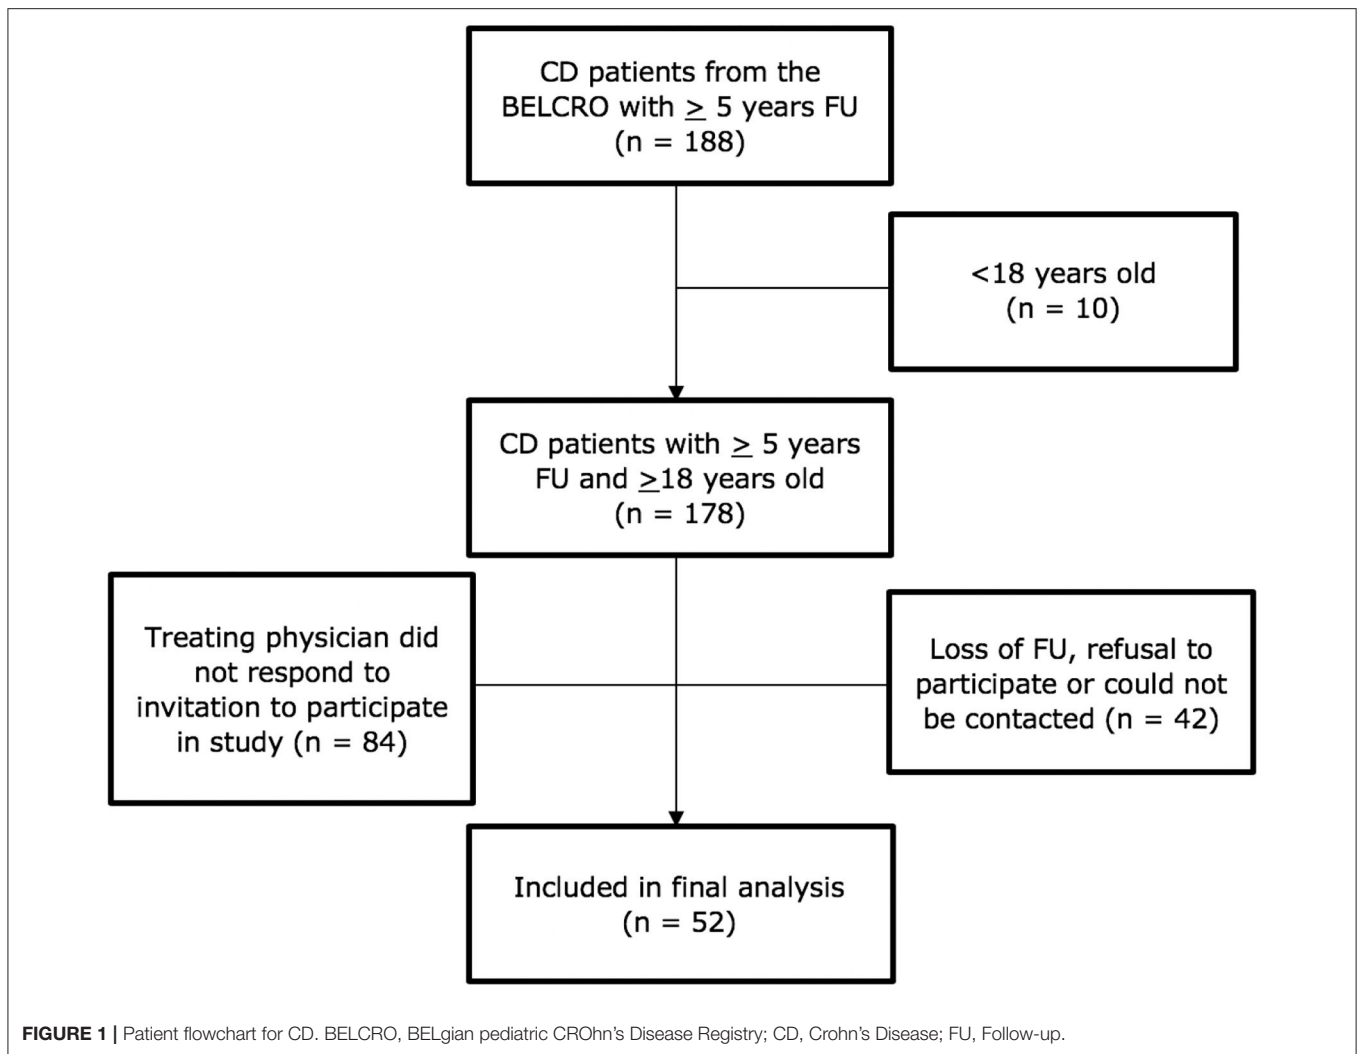 CD patients from the
BELCRO with ≥ 5 years FU
(n = 188)
<18 years old
(n = 10)
CD patients with ≥ 5 years
FU and ≥18 years old
(n = 178)
Treating physician did
not respond to
invitation to participate
in study (n = 84)
Loss of FU, refusal to
participate or could not
be contacted (n = 42)
Included in final analysis
(n = 52)
FIGURE 1 | Patient flowchart for CD. BELCRO, BELgian pediatric CROhn’s Disease Registry; CD, Crohn’s Disease; FU, Follow-up.